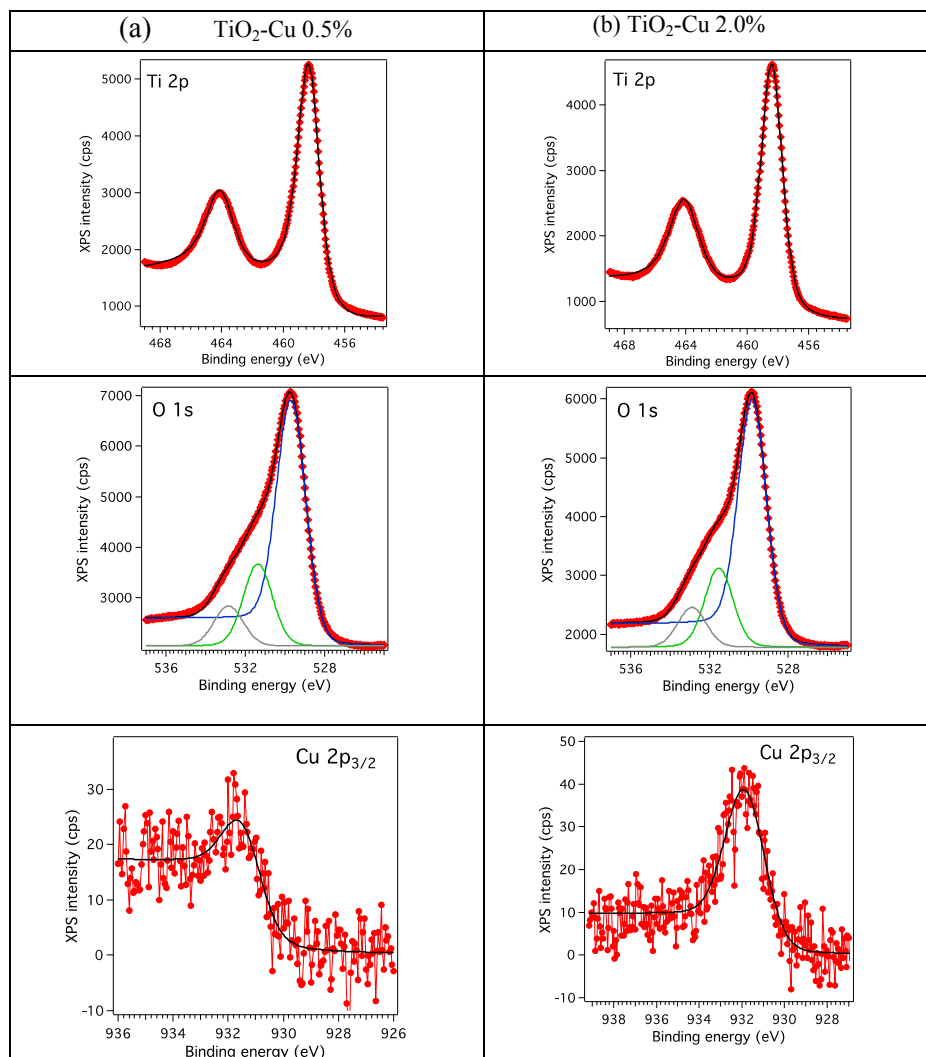 (a) TiO₂-Cu 0.5%
(b) TiO₂-Cu 2.0%
Ti 2p
XPS intensity (cps)
5000
4000
3000
2000
1000
468 464 460 456
Binding energy (eV)
Ti 2p
XPS intensity (cps)
4000
3000
2000
1000
468 464 460 456
Binding energy (eV)
O 1s
XPS intensity (cps)
7000
6000
5000
4000
3000
536 532 528
Binding energy (eV)
O 1s
XPS intensity (cps)
6000
5000
4000
3000
2000
536 532 528
Binding energy (eV)
Cu 2p₃/₂
XPS intensity (cps)
30
20
10
0
-10
936 934 932 930 928 926
Binding energy (eV)
Cu 2p₃/₂
XPS intensity (cps)
50
40
30
20
10
0
-10
938 936 934 932 930 928
Binding energy (eV)